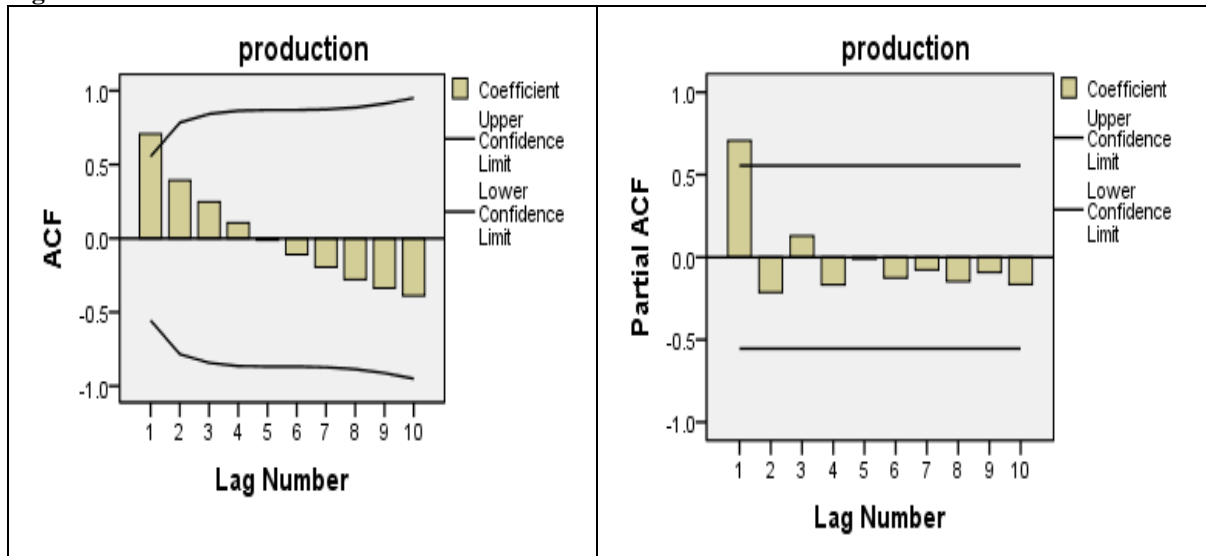 production
1.0
0.5
0.0
-0.5
-1.0
ACF
1 2 3 4 5 6 7 8 9 10
Lag Number
Coefficient
Upper
Confidence
Limit
Lower
Confidence
Limit
production
1.0
0.5
0.0
-0.5
-1.0
Partial ACF
1 2 3 4 5 6 7 8 9 10
Lag Number
Coefficient
Upper
Confidence
Limit
Lower
Confidence
Limit